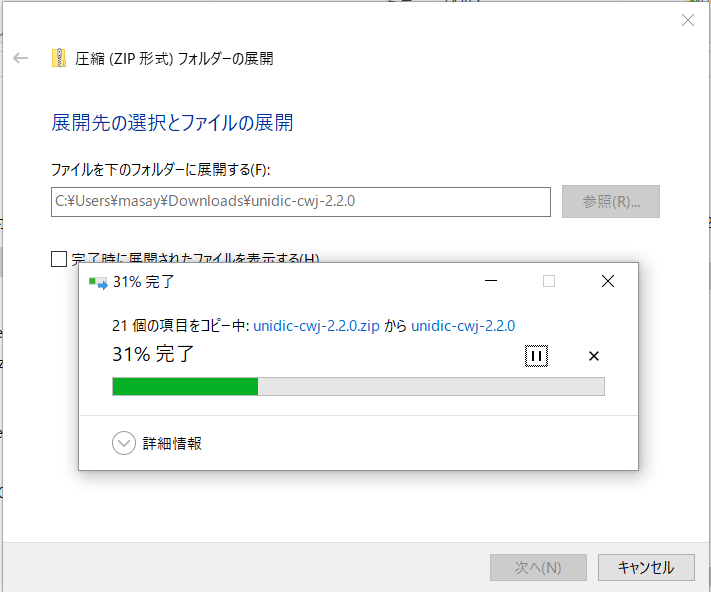 圧縮 (ZIP 形式) フォルダーの展開
展開先の選択とファイルの展開
ファイルを下のフォルダーに展開する(F):
C:¥Users¥masay¥Downloads¥unidic-cwj-2.2.0
参照(R)...
完了時に展開されたファイルを表示する(H)
31% 完了
21 個の項目をコピー中: unidic-cwj-2.2.0.zip から unidic-cwj-2.2.0
31% 完了
詳細情報
次へ(N)
キャンセル